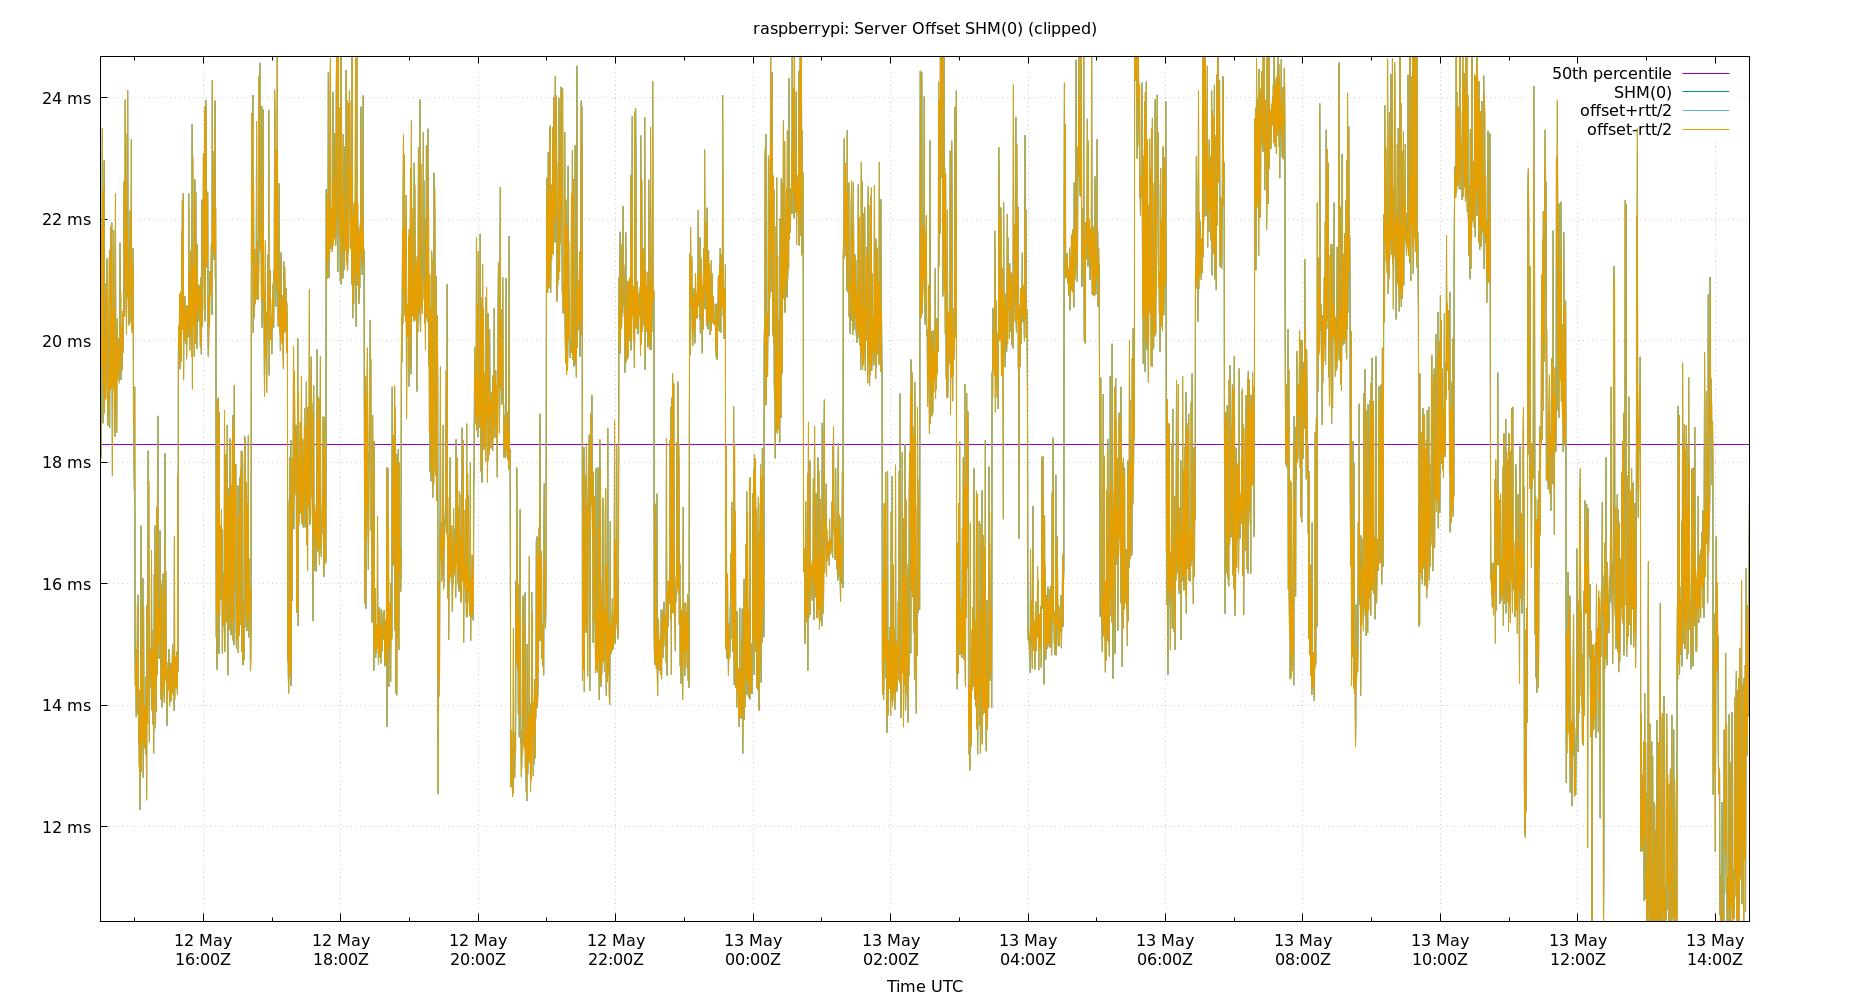 raspberrypi: Server Offset SHM(0) (clipped)
50th percentile
SHM(0)
offset+rtt/2
offset-rtt/2
24 ms
22 ms
20 ms
18 ms
16 ms
14 ms
12 ms
12 May 12 May 12 May 12 May 13 May 13 May 13 May 13 May 13 May 13 May 13 May 13 May
16:00Z 18:00Z 20:00Z 22:00Z 00:00Z 02:00Z 04:00Z 06:00Z 08:00Z 10:00Z 12:00Z 14:00Z
Time UTC